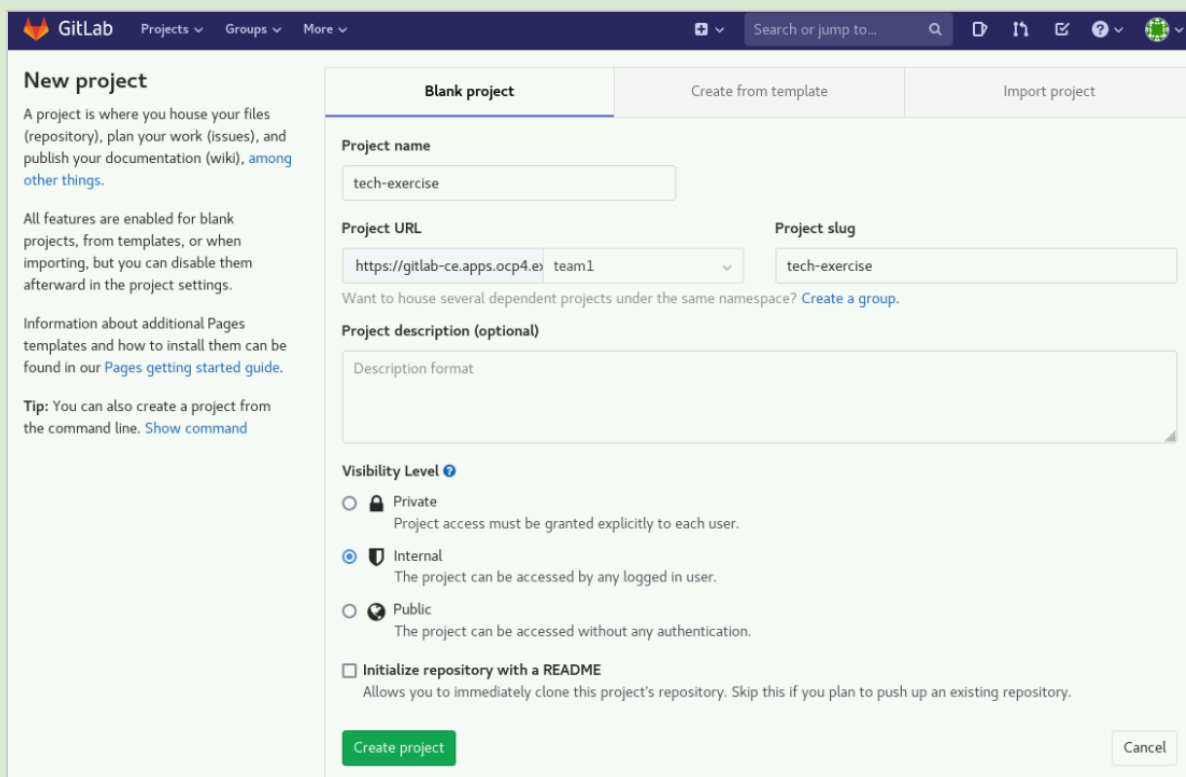 GitLab Projects Groups More Search or jump to...
New project
A project is where you house your files
(repository), plan your work (issues), and
publish your documentation (wiki), among
other things.
All features are enabled for blank
projects, from templates, or when
importing, but you can disable them
afterward in the project settings.
Information about additional Pages
templates and how to install them can be
found in our Pages getting started guide.
Tip: You can also create a project from
the command line. Show command
Blank project Create from template Import project
Project name
tech-exercise
Project URL Project slug
https://gitlab-ce.apps.ocp4.ex team1 tech-exercise
Want to house several dependent projects under the same namespace? Create a group.
Project description (optional)
Description format
Visibility Level
Private
Project access must be granted explicitly to each user.
Internal
The project can be accessed by any logged in user.
Public
The project can be accessed without any authentication.
Initialize repository with a README
Allows you to immediately clone this project's repository. Skip this if you plan to push up an existing repository.
Create project Cancel